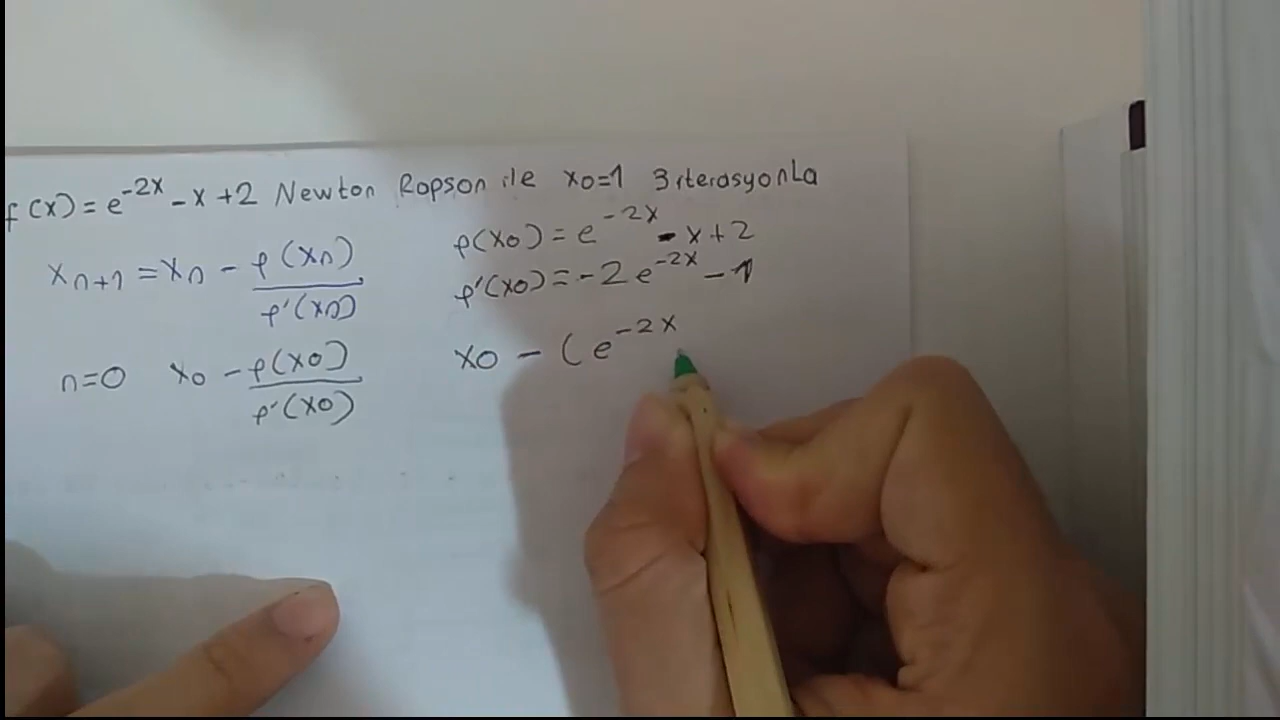 f(x) = e^-2x - x + 2 Newton Rapson ile x0=1 3 iterasyonla
xn+1 = xn - f(xn) / f'(xn)
f(x0) = e^-2x - x + 2
f'(x0) = -2e^-2x - 1
n=0 x0 - f(x0) / f'(x0)
x0 - (e^-2x